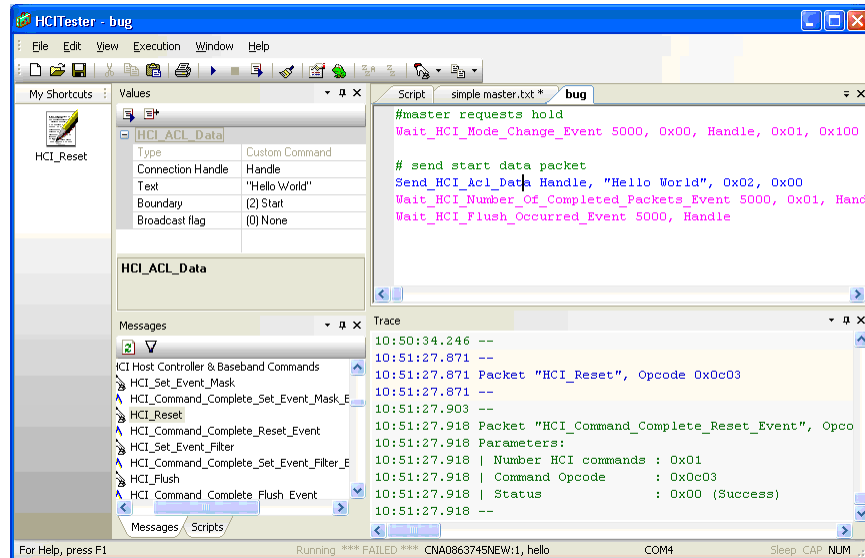 HCITester - bug
File Edit View Execution Window Help
My Shortcuts
HCI_Reset
Values
HCI_ACL_Data
Type Custom Command
Connection Handle Handle
Text "Hello World"
Boundary (2) Start
Broadcast flag (0) None
HCI_ACL_Data
Script simple master.txt * bug
#master requests hold
Wait_HCI_Mode_Change_Event 5000, 0x00, Handle, 0x01, 0x100
# send start data packet
Send_HCI_Acl_Data Handle, "Hello World", 0x02, 0x00
Wait_HCI_Number_Of_Completed_Packets_Event 5000, 0x01, Hand
Wait_HCI_Flush_Occurred_Event 5000, Handle
Messages
HCI Host Controller & Baseband Commands
HCI_Set_Event_Mask
HCI_Command_Complete_Set_Event_Mask_E
HCI_Reset
HCI_Command_Complete_Reset_Event
HCI_Set_Event_Filter
HCI_Command_Complete_Set_Event_Filter_E
HCI_Flush
HCI_Command_Complete_Flush_Event
Messages Scripts
Trace
10:50:34.246 --
10:51:27.871 --
10:51:27.871 Packet "HCI_Reset", Opcode 0x0c03
10:51:27.871 --
10:51:27.903 --
10:51:27.918 Packet "HCI_Command_Complete_Reset_Event", Opco
10:51:27.918 Parameters:
10:51:27.918 | Number HCI commands : 0x01
10:51:27.918 | Command Opcode : 0x0c03
10:51:27.918 | Status : 0x00 (Success)
10:51:27.918 --
For Help, press F1 Running *** FAILED *** CNA0863745NEW:1, hello COM4 Sleep CAP NUM